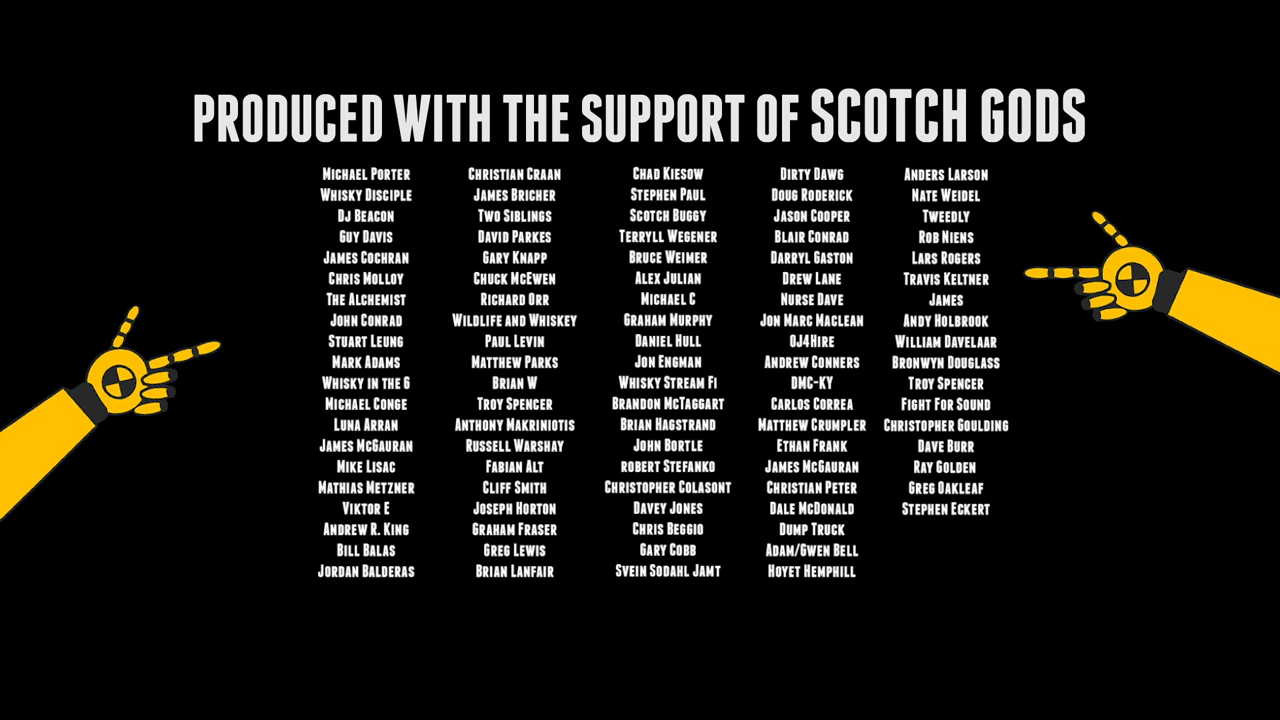 PRODUCED WITH THE SUPPORT OF SCOTCH GODS
MICHAEL PORTER
WHISKY DISCIPLE
DJ BEACON
GUY DAVIS
JAMES COCHRAN
CHRIS MOLLOY
THE ALCHEMIST
JOHN CONRAD
STUART LEUNG
MARK ADAMS
WHISKY IN THE 6
MICHAEL CONGE
LUNA ARRAN
JAMES MCGAURAN
MIKE LISAC
MATHIAS METZNER
VIKTOR E
ANDREW R. KING
BILL BALAS
JORDAN BALDERAS
CHRISTIAN CRAAN
JAMES BRICHER
TWO SIBLINGS
DAVID PARKES
GARY KNAPP
CHUCK MCEWEN
RICHARD ORR
WILDLIFE AND WHISKEY
PAUL LEVIN
MATTHEW PARKS
BRIAN W
TROY SPENCER
ANTHONY MAKRINIOTIS
RUSSELL WARSHAY
FABIAN ALT
CLIFF SMITH
JOSEPH HORTON
GRAHAM FRASER
GREG LEWIS
BRIAN LANFAIR
CHAD KIESOW
STEPHEN PAUL
SCOTCH BUGGY
TERRYLL WEGENER
BRUCE WEIMER
ALEX JULIAN
MICHAEL C
GRAHAM MURPHY
DANIEL HULL
JON ENGMAN
WHISKY STREAM FI
BRANDON MCTAGGART
BRIAN HAGSTRAND
JOHN BORTLE
ROBERT STEFANKO
CHRISTOPHER COLASONT
DAVEY JONES
CHRIS BEGGIO
GARY COBB
SVEIN SODAHL JAMT
DIRTY DAWG
DOUG RODERICK
JASON COOPER
BLAIR CONRAD
DARRYL GASTON
DREW LANE
NURSE DAVE
JON MARC MACLEAN
OJ4HIRE
ANDREW CONNERS
DMC-KY
CARLOS CORREA
MATTHEW CRUMPLER
ETHAN FRANK
JAMES MCGAURAN
CHRISTIAN PETER
DALE MCDONALD
DUMP TRUCK
ADAM/GWEN BELL
HOYET HEMPHILL
ANDERS LARSON
NATE WEIDEL
TWEEDLY
ROB NIENS
LARS ROGERS
TRAVIS KELTNER
JAMES
ANDY HOLBROOK
WILLIAM DAVELAAR
BRONWYN DOUGLASS
TROY SPENCER
FIGHT FOR SOUND
CHRISTOPHER GOULDING
DAVE BURR
RAY GOLDEN
GREG OAKLEAF
STEPHEN ECKERT